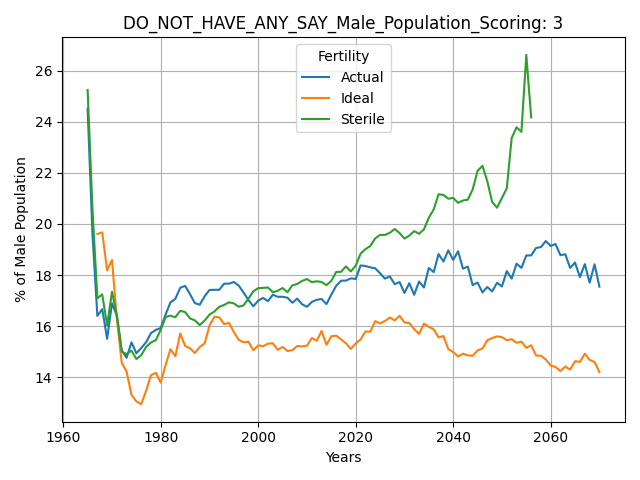 DO_NOT_HAVE_ANY_SAY_Male_Population_Scoring: 3
Fertility
Actual
Ideal
Sterile
% of Male Population
26
24
22
20
18
16
14
1960
1980
2000
2020
2040
2060
Years